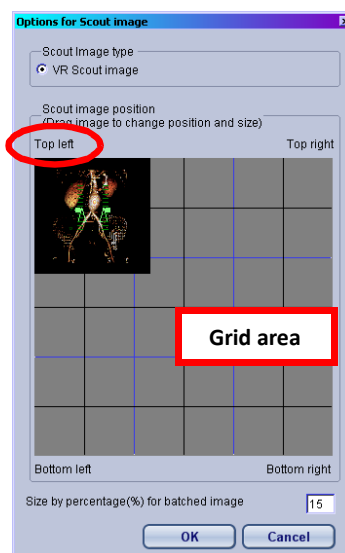 Options for Scout image
Scout Image type
VR Scout image
Scout image position
(Drag image to change position and size)
Top left Top right
Grid area
Bottom left Bottom right
Size by percentage(%) for batched image 15
OK Cancel